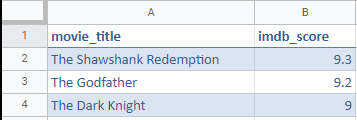 A B
1 movie_title imdb_score
2 The Shawshank Redemption 9.3
3 The Godfather 9.2
4 The Dark Knight 9